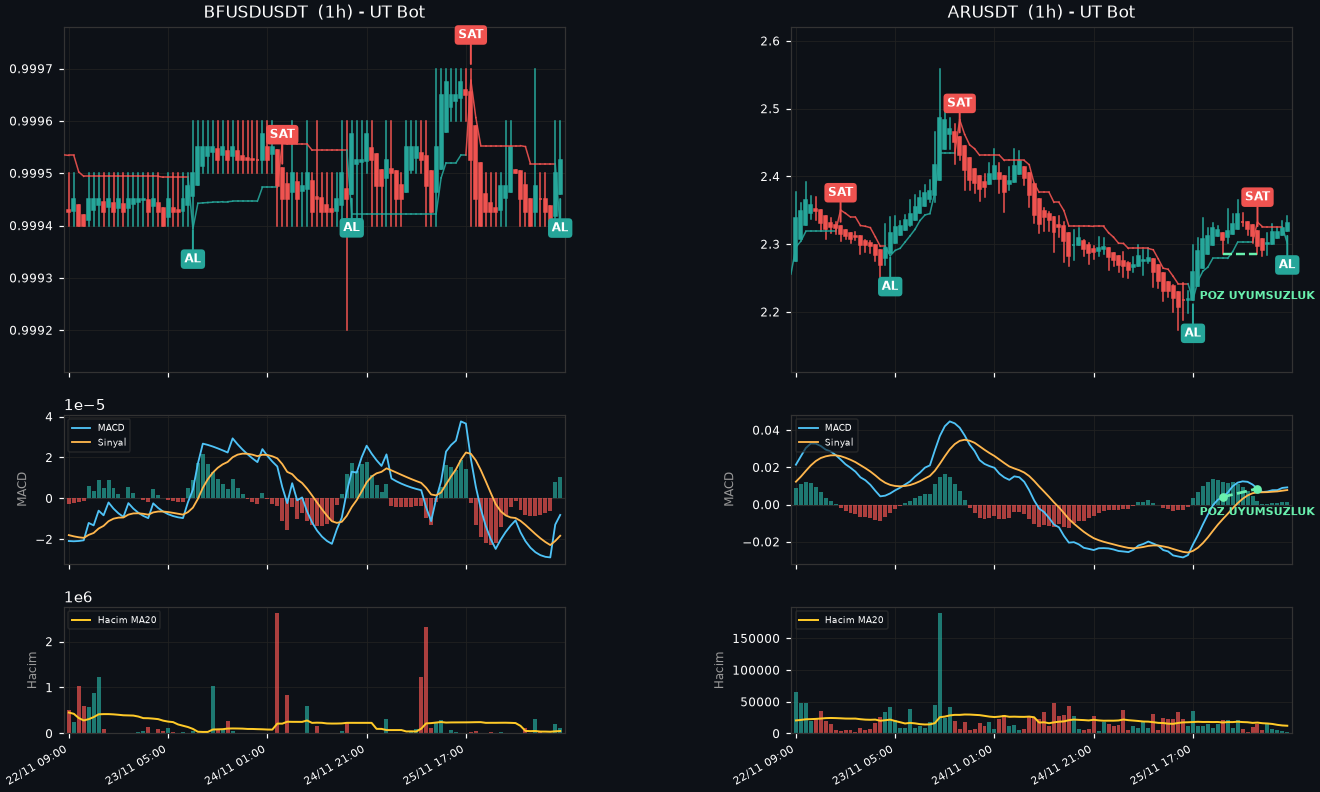 BFUSDUSDT (1h) - UT Bot
SAT
0.9997
0.9996
SAT
0.9995
0.9994
AL
AL
0.9993
AL
0.9992
1e−5
4
MACD
Sinyal
2
0
−2
MACD
1e6
Hacim MA20
2
1
0
Hacim
22/11 09:00
23/11 05:00
24/11 01:00
24/11 21:00
25/11 17:00
ARUSDT (1h) - UT Bot
2.6
2.5
SAT
2.4
SAT
SAT
2.3
AL
AL
POZ UYUMSUZLUK
2.2
AL
0.04
MACD
Sinyal
0.02
0.00
POZ UYUMSUZLUK
−0.02
MACD
Hacim MA20
150000
100000
50000
0
Hacim
22/11 09:00
23/11 05:00
24/11 01:00
24/11 21:00
25/11 17:00